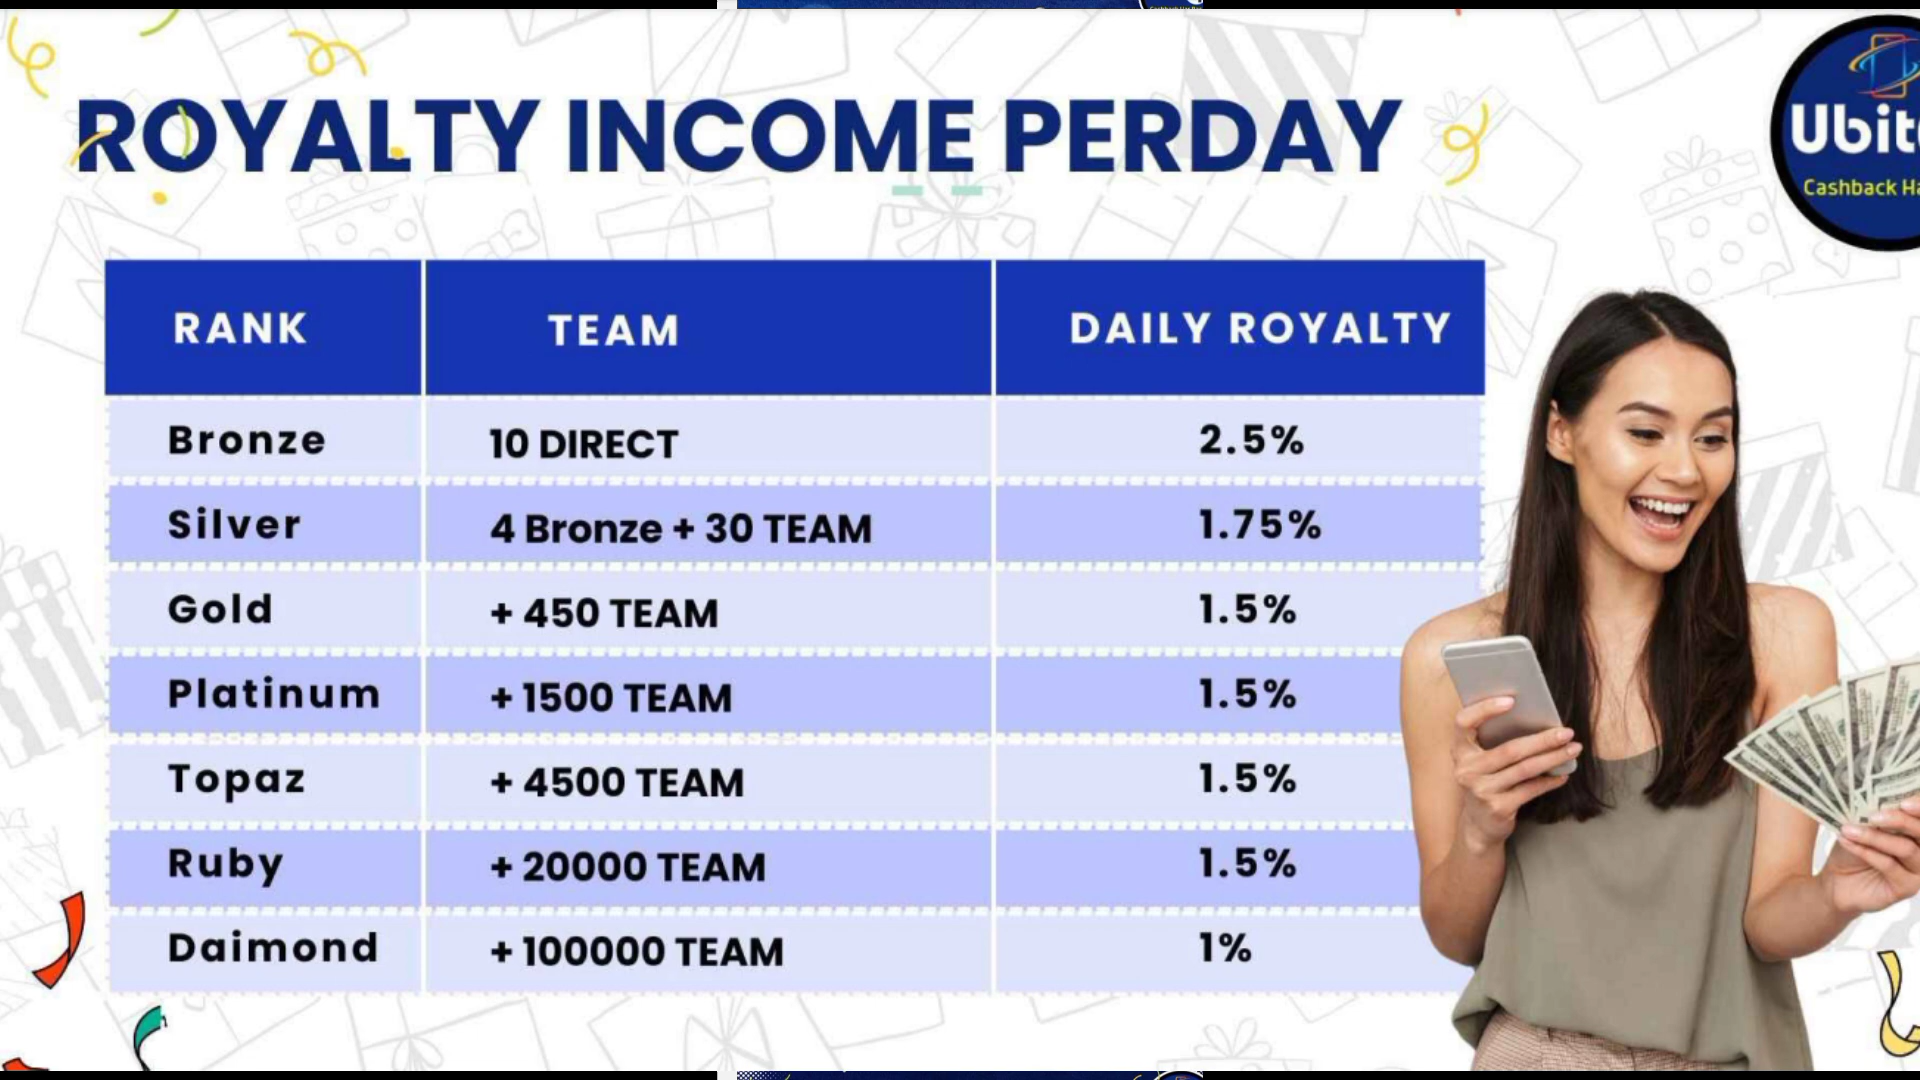 ROYALTY INCOME PERDAY
Cashback Ha
RANK TEAM DAILY ROYALTY
Bronze 10 DIRECT 2.5%
Silver 4 Bronze + 30 TEAM 1.75%
Gold + 450 TEAM 1.5%
Platinum + 1500 TEAM 1.5%
Topaz + 4500 TEAM 1.5%
Ruby + 20000 TEAM 1.5%
Daimond + 100000 TEAM 1%